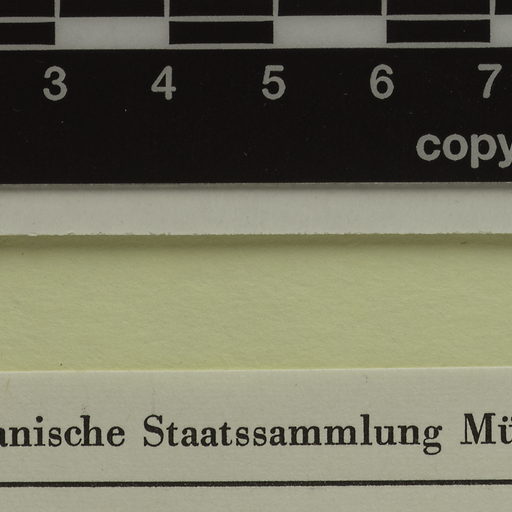 3 4 5 6 7
copy
anische Staatssammlung Mü